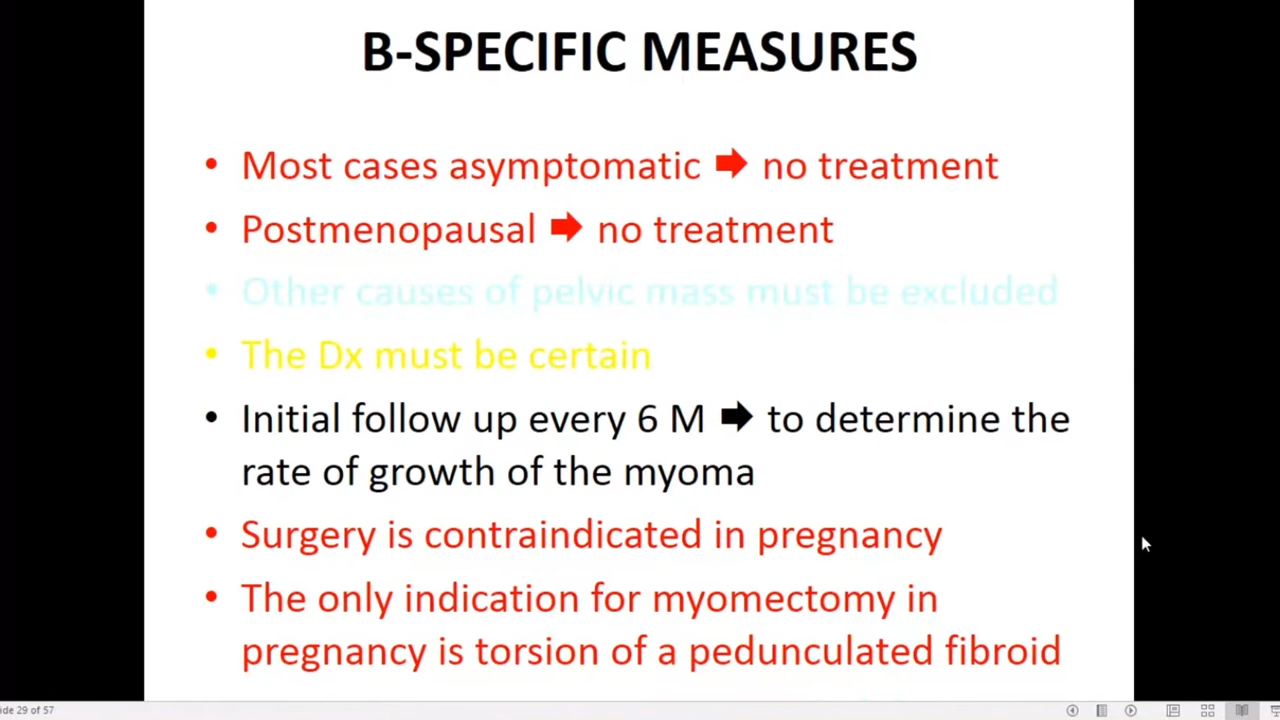 B-SPECIFIC MEASURES
• Most cases asymptomatic 🡆 no treatment
• Postmenopausal 🡆 no treatment
• Other causes of pelvic mass must be excluded
• The Dx must be certain
• Initial follow up every 6 M 🡆 to determine the
rate of growth of the myoma
• Surgery is contraindicated in pregnancy
• The only indication for myomectomy in
pregnancy is torsion of a pedunculated fibroid
lide 29 of 57